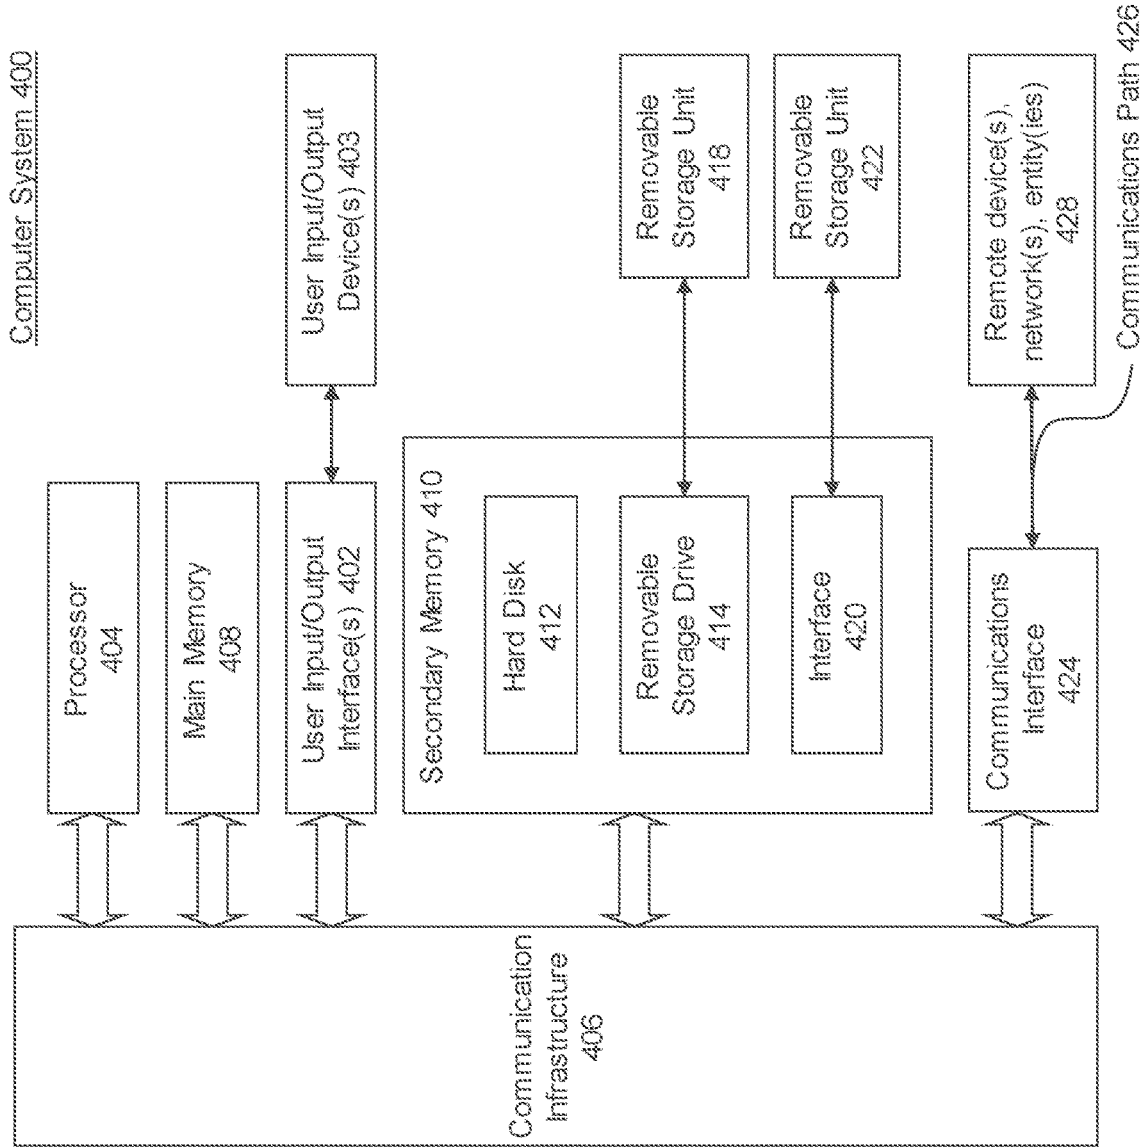 Computer System 400
Processor
404
Main Memory
408
User Input/Output
Interface(s) 402
User Input/Output
Device(s) 403
Secondary Memory 410
Hard Disk
412
Removable
Storage Drive
414
Interface
420
Removable
Storage Unit
418
Removable
Storage Unit
422
Communications
Interface
424
Remote device(s),
network(s), entity(ies)
428
Communications Path 426
Communication
Infrastructure
406